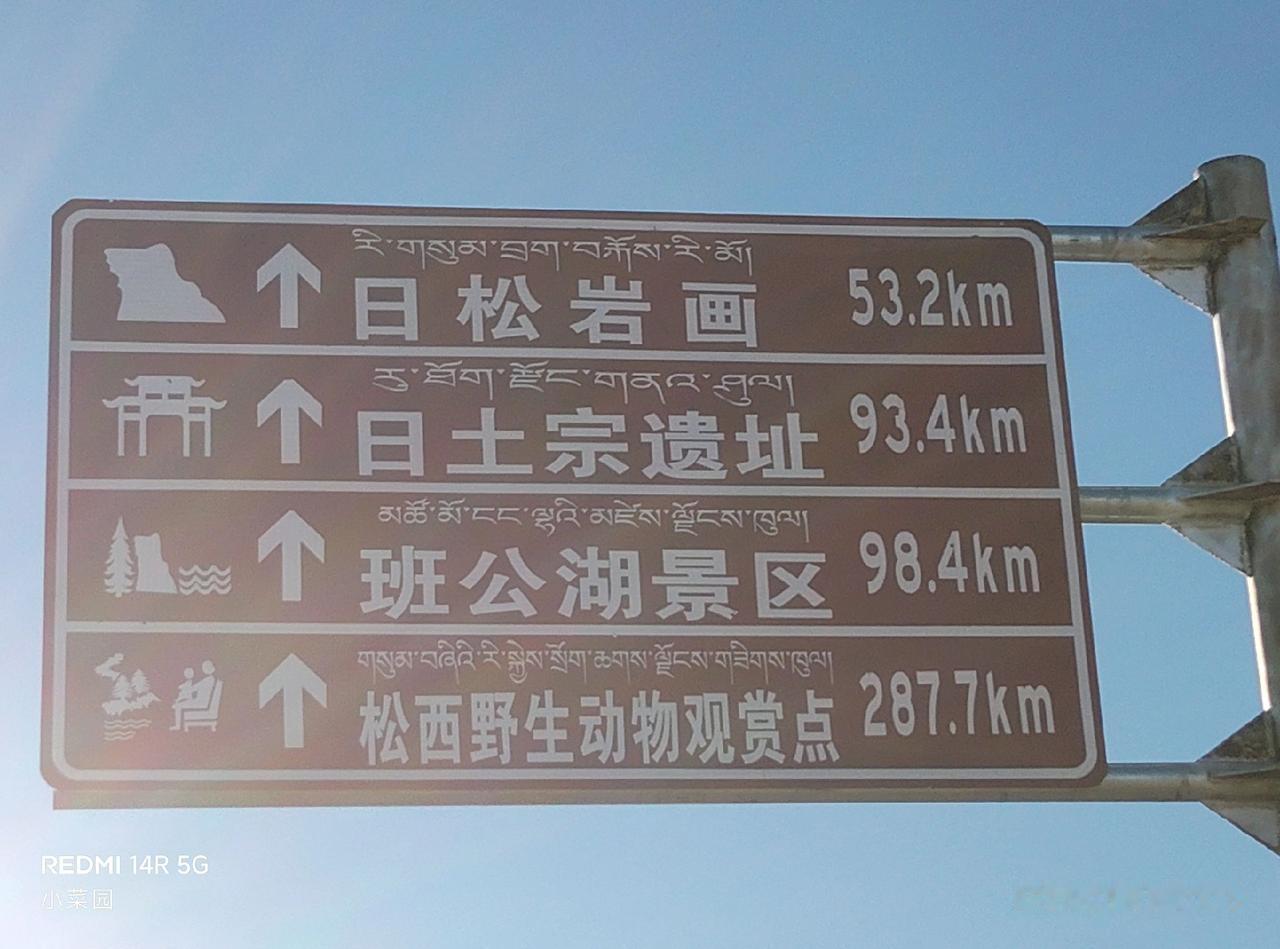 རི་གསུམ་བྲག་བརྐོས་རི་མོ།
日松岩画 53.2km
རུ་ཐོག་རྫོང་གནའ་ཤུལ།
日土宗遗址 93.4km
མཚོ་མོ་ངང་ལྷའི་མཛེས་ལྗོངས་ཁུལ།
班公湖景区 98.4km
གསུམ་བཞིའི་རི་སྐྱེས་སྲོག་ཆགས་ལྗོངས་གཟིགས་ཁུལ།
松西野生动物观赏点 287.7km
REDMI 14R 5G
小菜园